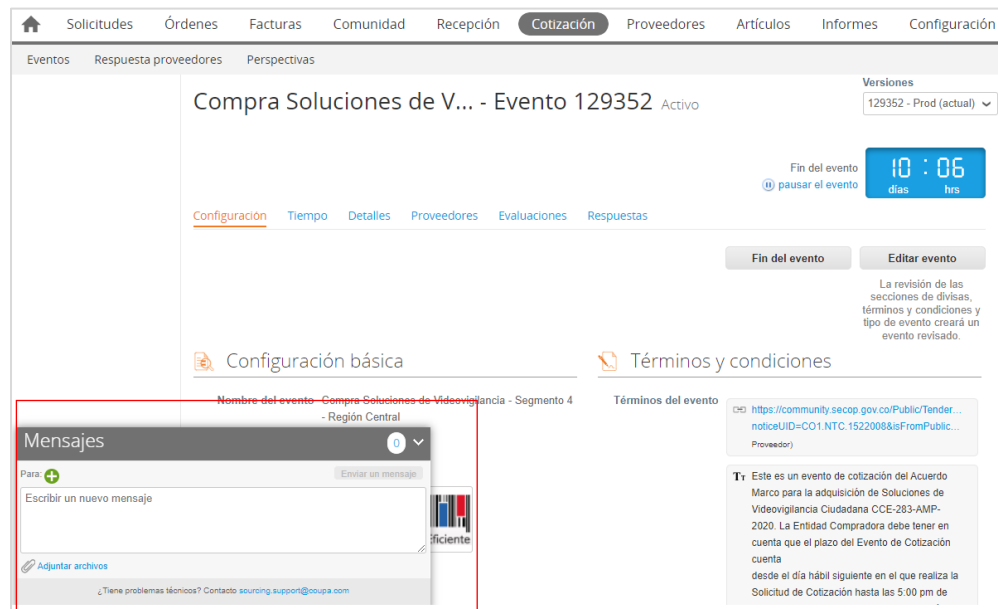 Solicitudes Órdenes Facturas Comunidad Recepción Cotización Proveedores Artículos Informes Configuración
Eventos Respuesta proveedores Perspectivas
Versiones
Compra Soluciones de V... - Evento 129352 Activo
129352 - Prod (actual)
Fin del evento
pausar el evento
10 : 06
días hrs
Configuración Tiempo Detalles Proveedores Evaluaciones Respuestas
Fin del evento Editar evento
La revisión de las
secciones de divisas,
términos y condiciones y
tipo de evento creará un
evento revisado.
Configuración básica
Nombre del evento Compra Soluciones de Videovigilancia - Segmento 4
- Región Central
Mensajes 0
Para: Enviar un mensaje
Escribir un nuevo mensaje
ficiente
Adjuntar archivos
¿Tiene problemas técnicos? Contacto sourcing.support@coupa.com
Términos y condiciones
Términos del evento
https://community.secop.gov.co/Public/Tender...
noticeUID=CO1.NTC.1522008&isFromPublic...
Proveedor)
Este es un evento de cotización del Acuerdo
Marco para la adquisición de Soluciones de
Videovigilancia Ciudadana CCE-283-AMP-
2020. La Entidad Compradora debe tener en
cuenta que el plazo del Evento de Cotización
cuenta
desde el día hábil siguiente en el que realiza la
Solicitud de Cotización hasta las 5:00 pm de